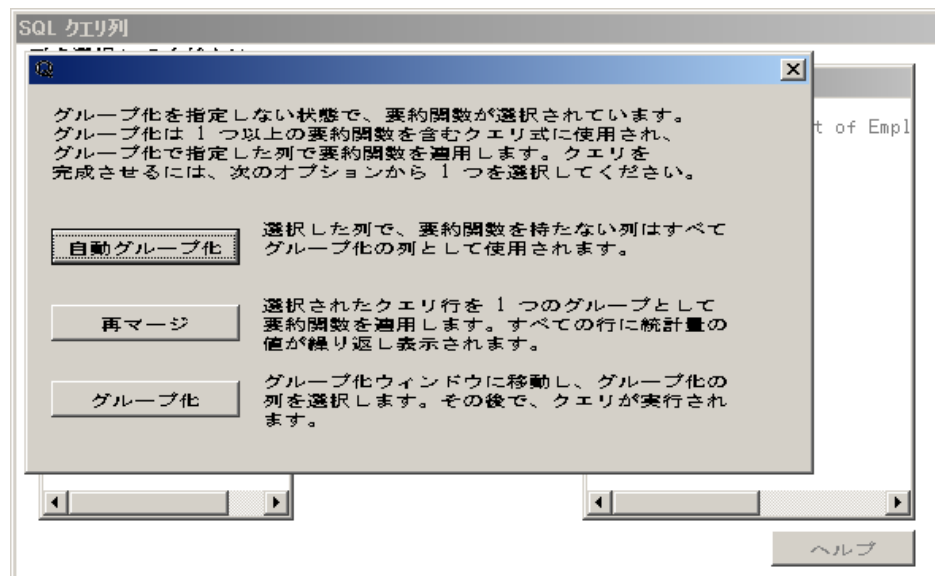 SQL クエリ列
グループ化を指定しない状態で、要約関数が選択されています。
グループ化は 1 つ以上の要約関数を含むクエリ式に使用され、
グループ化で指定した列で要約関数を適用します。クエリを
完成させるには、次のオプションから 1 つを選択してください。
t of Empl
自動グループ化
選択した列で、要約関数を持たない列はすべて
グループ化の列として使用されます。
再マージ
選択されたクエリ行を 1 つのグループとして
要約関数を適用します。すべての行に統計量の
値が繰り返し表示されます。
グループ化
グループ化ウィンドウに移動し、グループ化の
列を選択します。その後で、クエリが実行され
ます。
ヘルプ